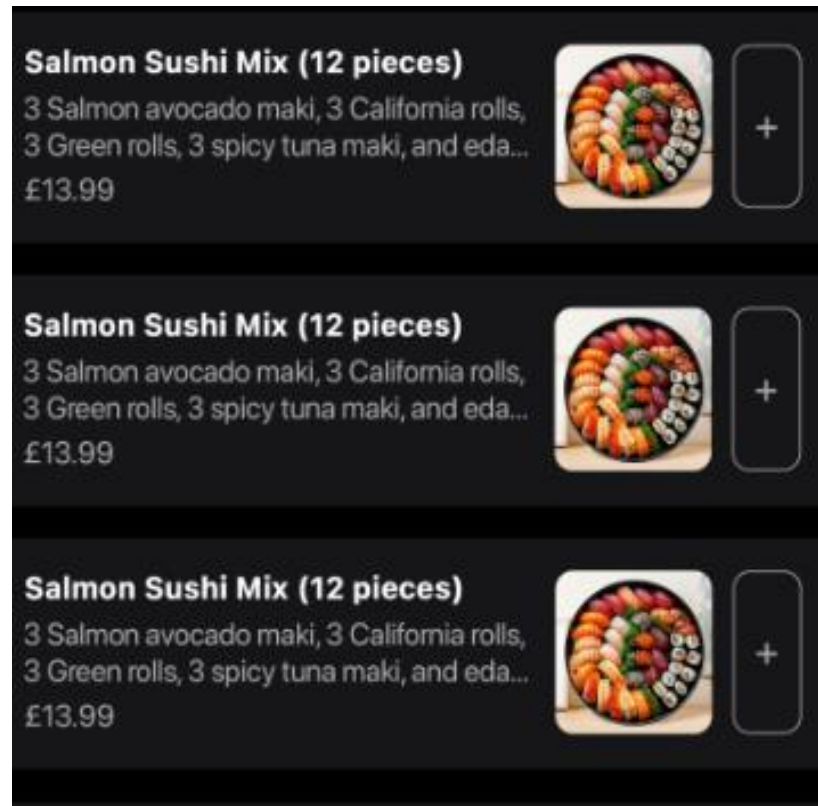 Salmon Sushi Mix (12 pieces)
3 Salmon avocado maki, 3 California rolls,
3 Green rolls, 3 spicy tuna maki, and eda...
£13.99
+
Salmon Sushi Mix (12 pieces)
3 Salmon avocado maki, 3 California rolls,
3 Green rolls, 3 spicy tuna maki, and eda...
£13.99
+
Salmon Sushi Mix (12 pieces)
3 Salmon avocado maki, 3 California rolls,
3 Green rolls, 3 spicy tuna maki, and eda...
£13.99
+